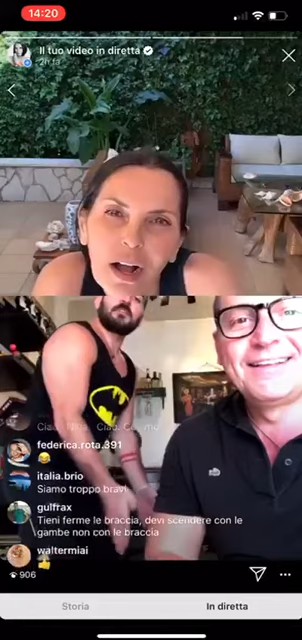 14:20
Il tuo video in diretta
2h fa
federica.rota.391
😂
italia.brio
Siamo troppo bravi
gulfrax
Tieni ferme le braccia, devi scendere con le
gambe non con le braccia
waltermiai
👍
906
Storia
In diretta